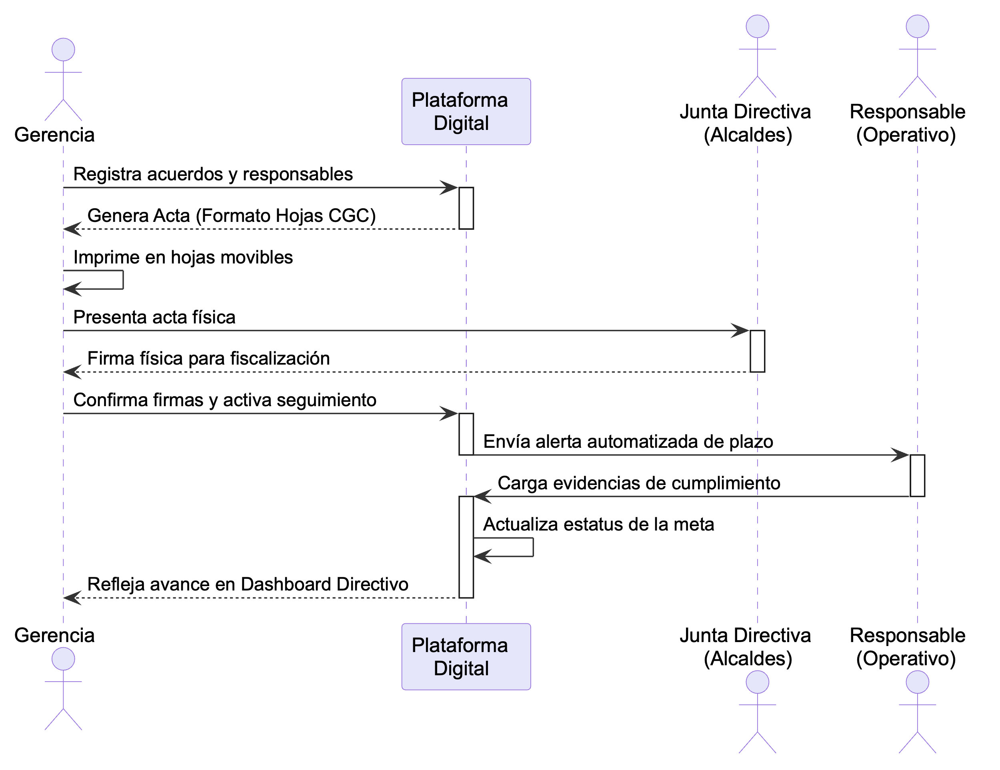 Gerencia
Plataforma
Digital
Junta Directiva
(Alcaldes)
Responsable
(Operativo)
Registra acuerdos y responsables
Genera Acta (Formato Hojas CGC)
Imprime en hojas movibles
Presenta acta física
Firma física para fiscalización
Confirma firmas y activa seguimiento
Envía alerta automatizada de plazo
Carga evidencias de cumplimiento
Actualiza estatus de la meta
Refleja avance en Dashboard Directivo
Gerencia
Plataforma
Digital
Junta Directiva
(Alcaldes)
Responsable
(Operativo)